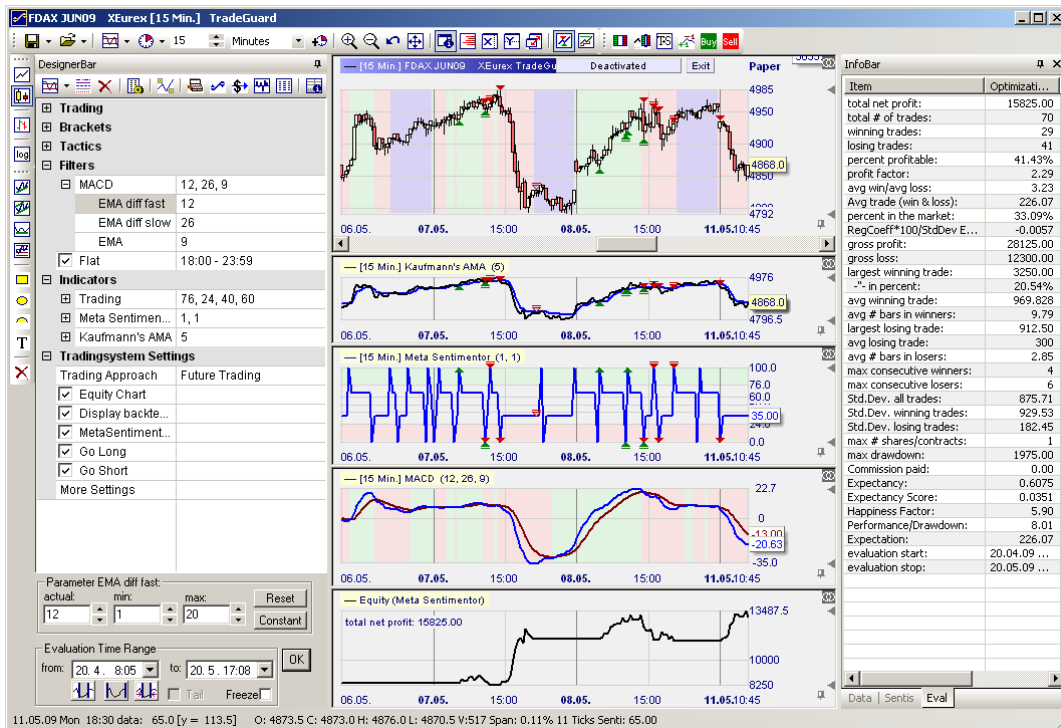 FDAX JUN09 XEurex [15 Min.] TradeGuard
15 Minutes
TS Buy Sell
DesignerBar
Trading
Brackets
Tactics
Filters
MACD 12, 26, 9
EMA diff fast 12
EMA diff slow 26
EMA 9
Flat 18:00 - 23:59
Indicators
Trading 76, 24, 40, 60
Meta Sentimen... 1, 1
Kaufmann's AMA 5
Tradingsystem Settings
Trading Approach Future Trading
Equity Chart
Display backte...
MetaSentiment...
Go Long
Go Short
More Settings
log
T
Parameter EMA diff fast:
actual: min: max:
12 1 20
Reset
Constant
Evaluation Time Range
from: 20. 4. 8:05 to: 20. 5. 17:08
OK
Tail Freeze
[15 Min.] FDAX JUN09 XEurex TradeGu Deactivated Exit Paper
4985
4950
4900
4868.0
4850
4792
06.05. 07.05. 15:00 08.05. 15:00 11.05.10:45
[15 Min.] Kaufmann's AMA (5)
4976
4868.0
4796.5
06.05. 07.05. 15:00 08.05. 15:00 11.05.10:45
[15 Min.] Meta Sentimentor (1, 1)
100.0
76.0
60.0
35.00
24.0
0.0
06.05. 07.05. 15:00 08.05. 15:00 11.05.10:45
[15 Min.] MACD (12, 26, 9)
22.7
0
-13.00
-20.63
-35.0
06.05. 07.05. 15:00 08.05. 15:00 11.05.10:45
Equity (Meta Sentimentor)
total net profit: 15825.00
13487.5
10000
8250
06.05. 07.05. 15:00 08.05. 15:00 11.05.10:45
InfoBar
Item Optimizati...
total net profit: 15825.00
total # of trades: 70
winning trades: 29
losing trades: 41
percent profitable: 41.43%
profit factor: 2.29
avg win/avg loss: 3.23
Avg trade (win & loss): 226.07
percent in the market: 33.09%
RegCoeff*100/StdDev E... -0.0057
gross profit: 28125.00
gross loss: 12300.00
largest winning trade: 3250.00
-"- in percent: 20.54%
avg winning trade: 969.828
avg # bars in winners: 9.79
largest losing trade: 912.50
avg losing trade: 300
avg # bars in losers: 2.85
max consecutive winners: 4
max consecutive losers: 6
Std.Dev. all trades: 875.71
Std.Dev. winning trades: 929.53
Std.Dev. losing trades: 182.45
max # shares/contracts: 1
max drawdown: 1975.00
Commission paid: 0.00
Expectancy: 0.6075
Expectancy Score: 0.0351
Happiness Factor: 5.90
Performance/Drawdown: 8.01
Expectation: 226.07
evaluation start: 20.04.09 ...
evaluation stop: 20.05.09 ...
Data Sentis Eval
11.05.09 Mon 18:30 data: 65.0 [y = 113.5] O: 4873.5 C: 4873.0 H: 4876.0 L: 4870.5 V:517 Span: 0.11% 11 Ticks Senti: 65.00